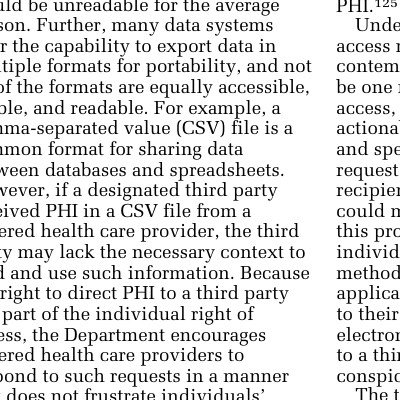 uld be unreadable for the average
son. Further, many data systems
r the capability to export data in
tiple formats for portability, and not
of the formats are equally accessible,
ble, and readable. For example, a
nma-separated value (CSV) file is a
nmon format for sharing data
ween databases and spreadsheets.
wever, if a designated third party
eived PHI in a CSV file from a
ered health care provider, the third
ty may lack the necessary context to
d and use such information. Because
right to direct PHI to a third party
part of the individual right of
ess, the Department encourages
ered health care providers to
pond to such requests in a manner
does not frustrate individuals’
PHI.¹²⁵
Unde
access r
contem
be one
access,
actiona
and spe
request
recipie
could m
this pro
individ
method
applica
to their
electro
to a thi
conspic
The t